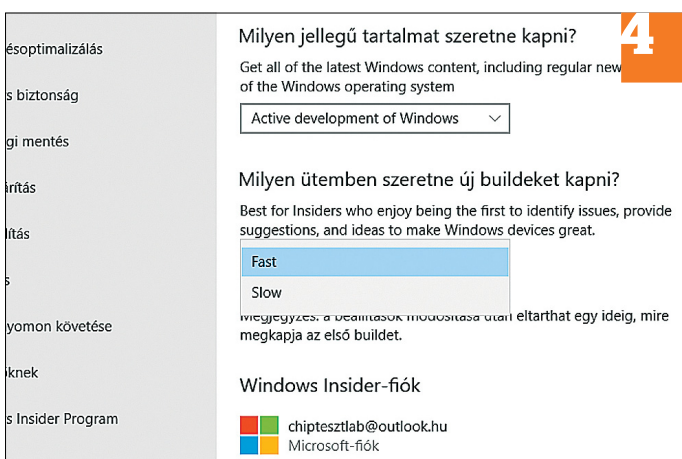 4
Milyen jellegű tartalmat szeretne kapni?
Get all of the latest Windows content, including regular new
of the Windows operating system
Active development of Windows
Milyen ütemben szeretne új buildeket kapni?
Best for Insiders who enjoy being the first to identify issues, provide
suggestions, and ideas to make Windows devices great.
Fast
Slow
Megjegyzés: a beállítások módosítása után eltarthat egy ideig, mire
megkapja az első buildet.
Windows Insider-fiók
chiptesztlab@outlook.hu
Microsoft-fiók
ésoptimalizálás
s biztonság
gi mentés
árítás
lítás
s
yomon követése
őknek
s Insider Program